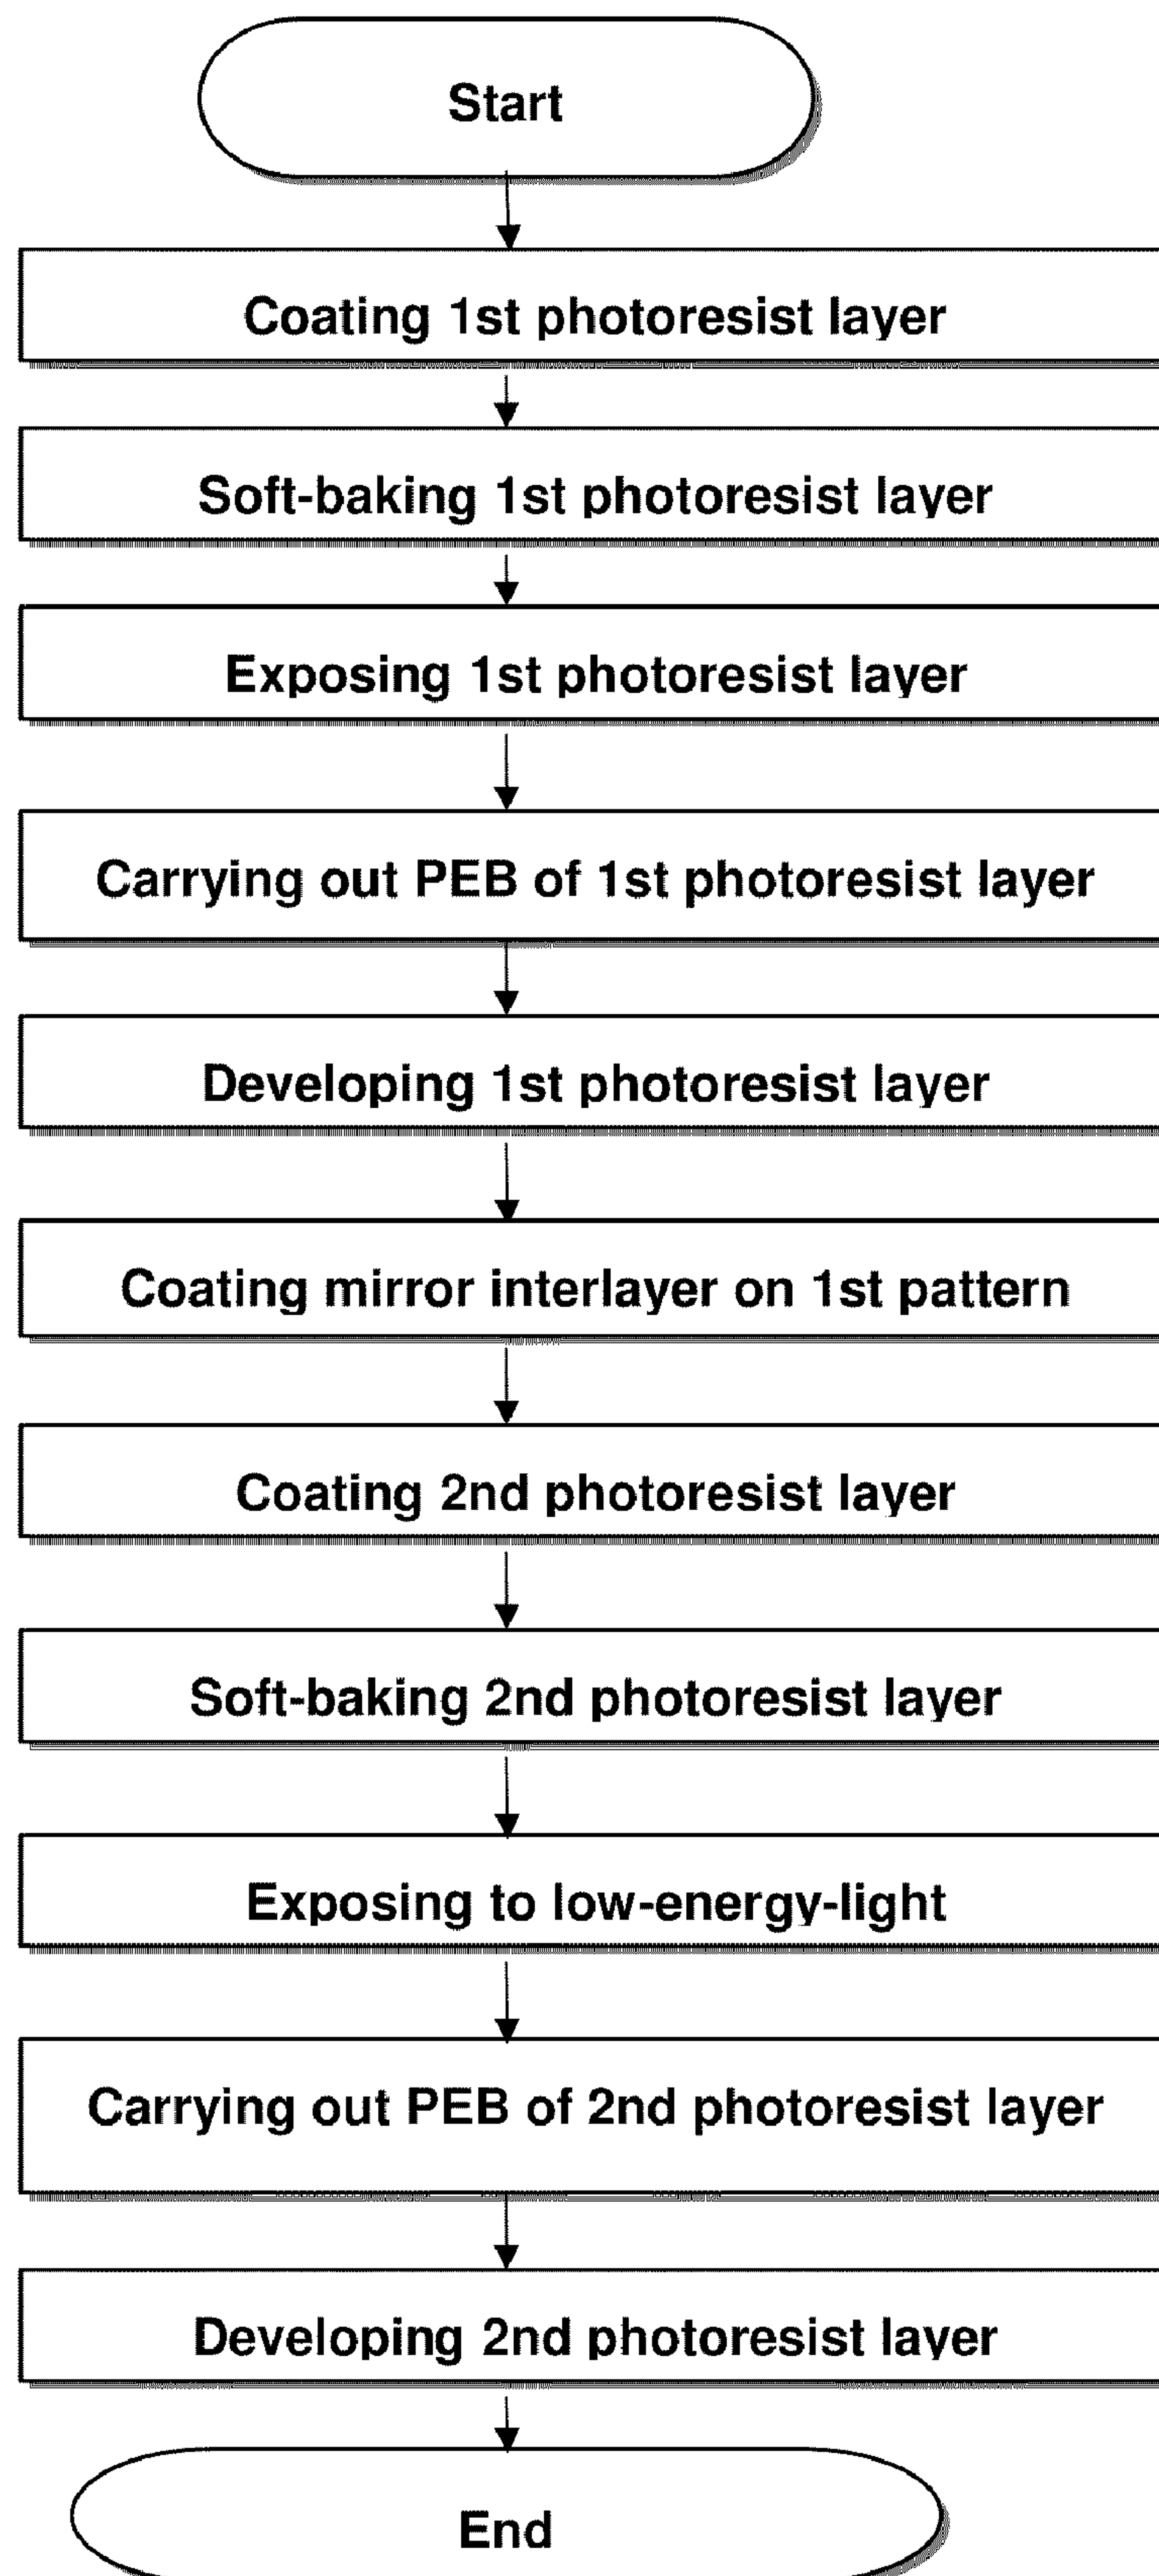 Start
Coating 1st photoresist layer
Soft-baking 1st photoresist layer
Exposing 1st photoresist layer
Carrying out PEB of 1st photoresist layer
Developing 1st photoresist layer
Coating mirror interlayer on 1st pattern
Coating 2nd photoresist layer
Soft-baking 2nd photoresist layer
Exposing to low-energy-light
Carrying out PEB of 2nd photoresist layer
Developing 2nd photoresist layer
End